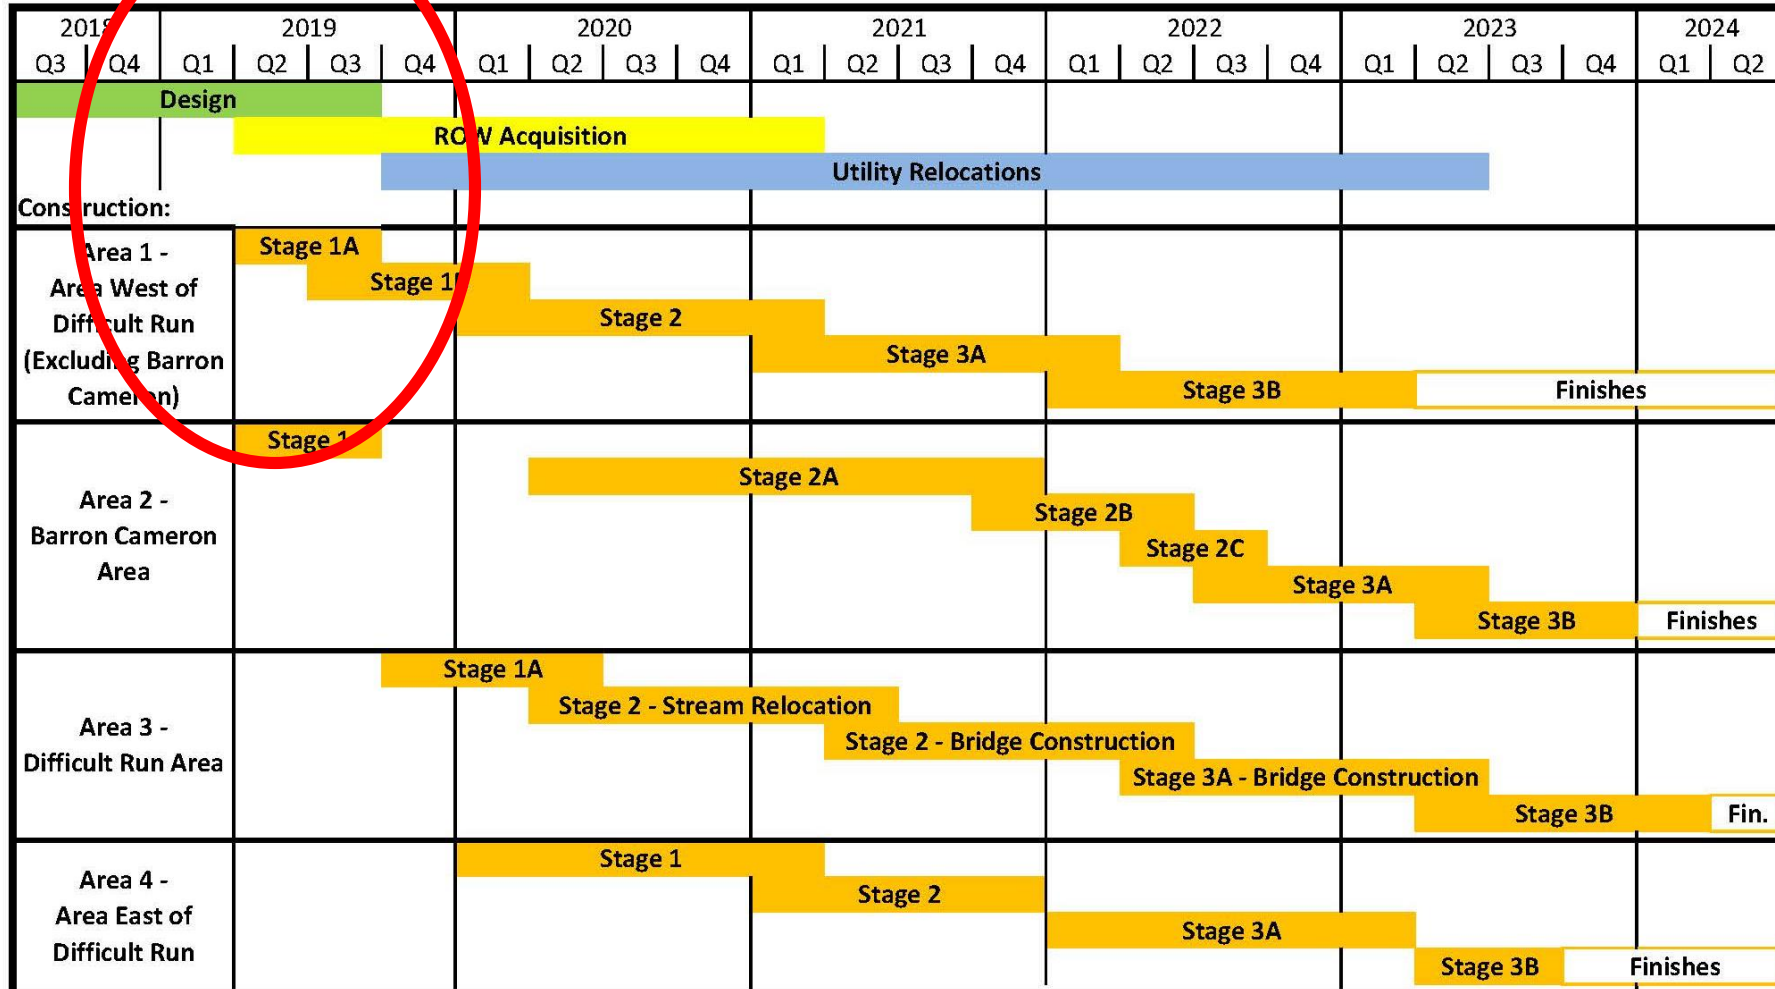 2018 2019 2020 2021 2022 2023 2024
Q3 Q4 Q1 Q2 Q3 Q4 Q1 Q2 Q3 Q4 Q1 Q2 Q3 Q4 Q1 Q2 Q3 Q4 Q1 Q2 Q3 Q4 Q1 Q2
Design
ROW Acquisition
Utility Relocations
Construction:
Area 1 -
Area West of
Difficult Run
(Excluding Barron
Cameron)
Stage 1A
Stage 1
Stage 2
Stage 3A
Stage 3B
Finishes
Area 2 -
Barron Cameron
Area
Stage 1
Stage 2A
Stage 2B
Stage 2C
Stage 3A
Stage 3B
Finishes
Area 3 -
Difficult Run Area
Stage 1A
Stage 2 - Stream Relocation
Stage 2 - Bridge Construction
Stage 3A - Bridge Construction
Stage 3B
Fin.
Area 4 -
Area East of
Difficult Run
Stage 1
Stage 2
Stage 3A
Stage 3B
Finishes